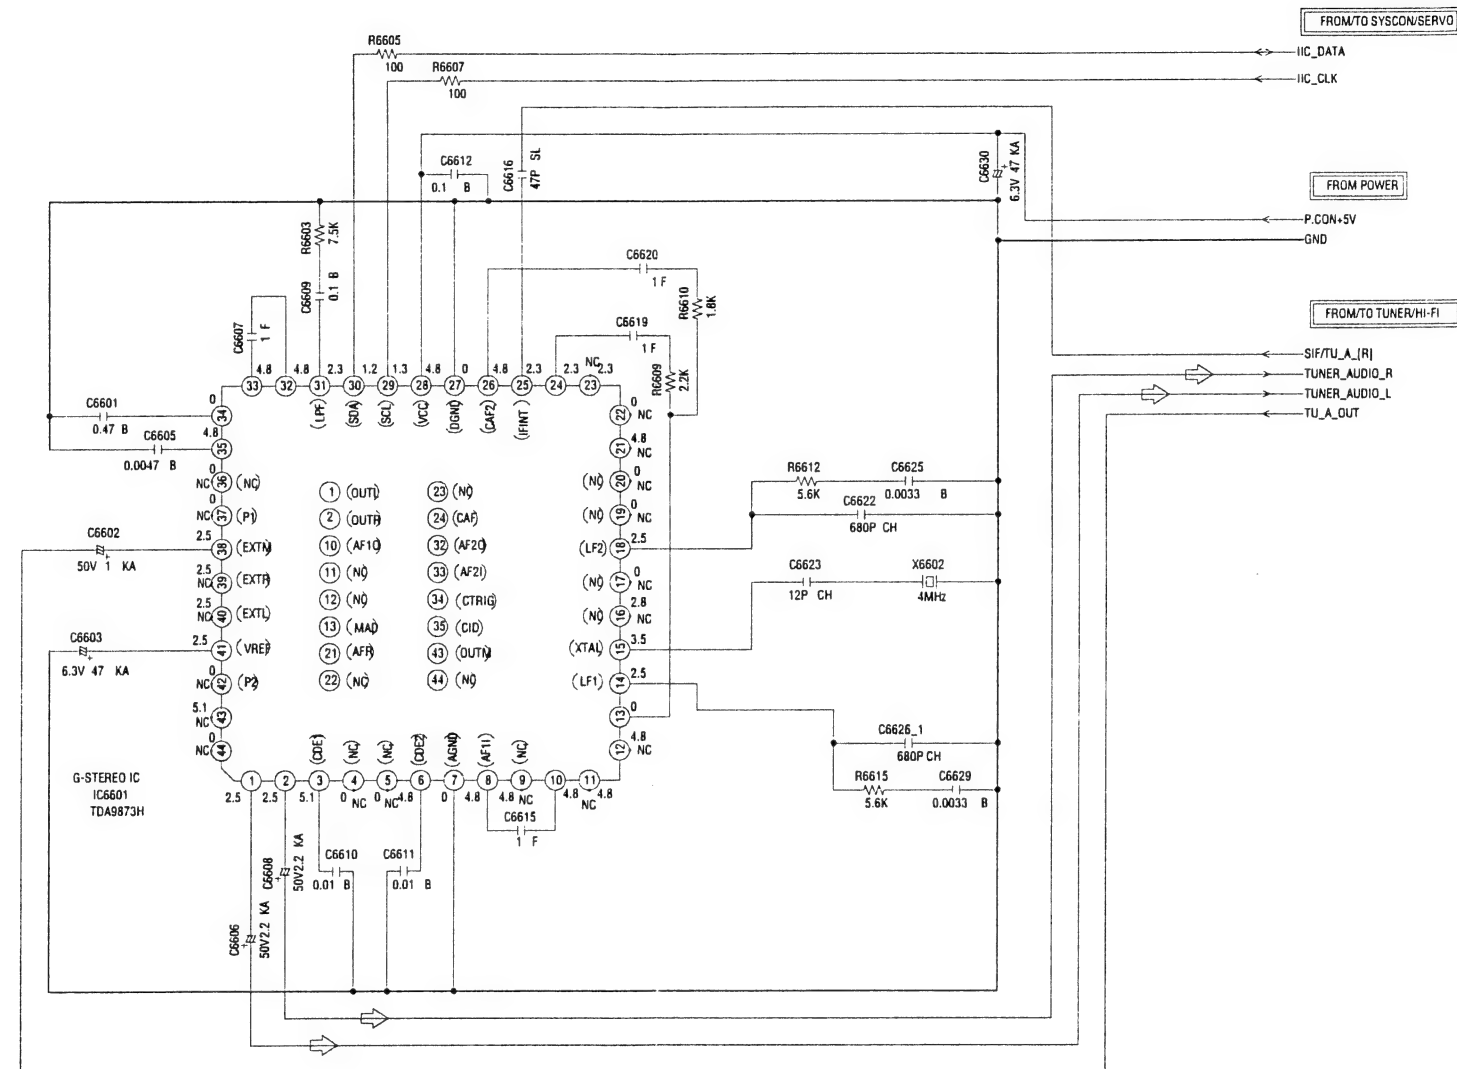 FROM/TO SYSCON/SERVO
R6605
100
IIC_DATA
R6607
100
IIC_CLK
C6612
0.1 B
C6616
47P SL
C6630
6.3V 47 KA
FROM POWER
P.CON+5V
GND
R6603
7.5K
C6609
0.1 B
C6620
1 F
R6610
1.8K
C6607
1 F
C6619
1 F
R6609
2.2K
FROM/TO TUNER/HI-FI
SIF/TU_A_(R)
TUNER_AUDIO_R
TUNER_AUDIO_L
TU_A_OUT
4.8 4.8 2.3 1.2 1.3 4.8 0 4.8 2.3 2.3 NC 2.3
33 32 31 30 29 28 27 26 25 24 23
(LPF) (SDA) (SCL) (VCC) (DGND) (CAF2) (IFINT)
C6601
0.47 B
0
34
C6605
0.0047 B
4.8
35
0
NC 36 (NC)
0
NC 37 (P1)
C6602
50V 1 KA
2.5
38 (EXTM)
2.5
NC 39 (EXTR)
2.5
NC 40 (EXTL)
C6603
6.3V 47 KA
2.5
41 (VREF)
0
NC 42 (P2)
5.1
NC 43
0
NC 44
1 (OUTL) 23 (NC)
2 (OUTR) 24 (CAF)
10 (AF1O) 32 (AF2O)
11 (NC) 33 (AF2I)
12 (NC) 34 (CTRIG)
13 (MAD) 35 (CID)
21 (AFR) 43 (OUTM)
22 (NC) 44 (NC)
22 0 NC
21 4.8 NC
(NC) 20 0 NC
(NC) 19 0 NC
(LF2) 18 2.5
(NC) 17 0 NC
(NC) 16 2.8 NC
(XTAL) 15 3.5
(LF1) 14 2.5
13 0
12 4.8 NC
R6612
5.6K
C6625
0.0033 B
C6622
680P CH
C6623
12P CH
X6602
4MHz
C6626_1
680P CH
R6615
5.6K
C6629
0.0033 B
(CDE1) (NC) (NC) (CDE2) (AGND) (AF1I) (NC)
1 2 3 4 5 6 7 8 9 10 11
2.5 2.5 5.1 0 NC 0 NC 4.8 0 4.8 4.8 NC 4.8 NC 4.8
G-STEREO IC
IC6601
TDA9873H
C6615
1 F
C6610
0.01 B
C6611
0.01 B
C6608
50V2.2 KA
C6606
50V2.2 KA